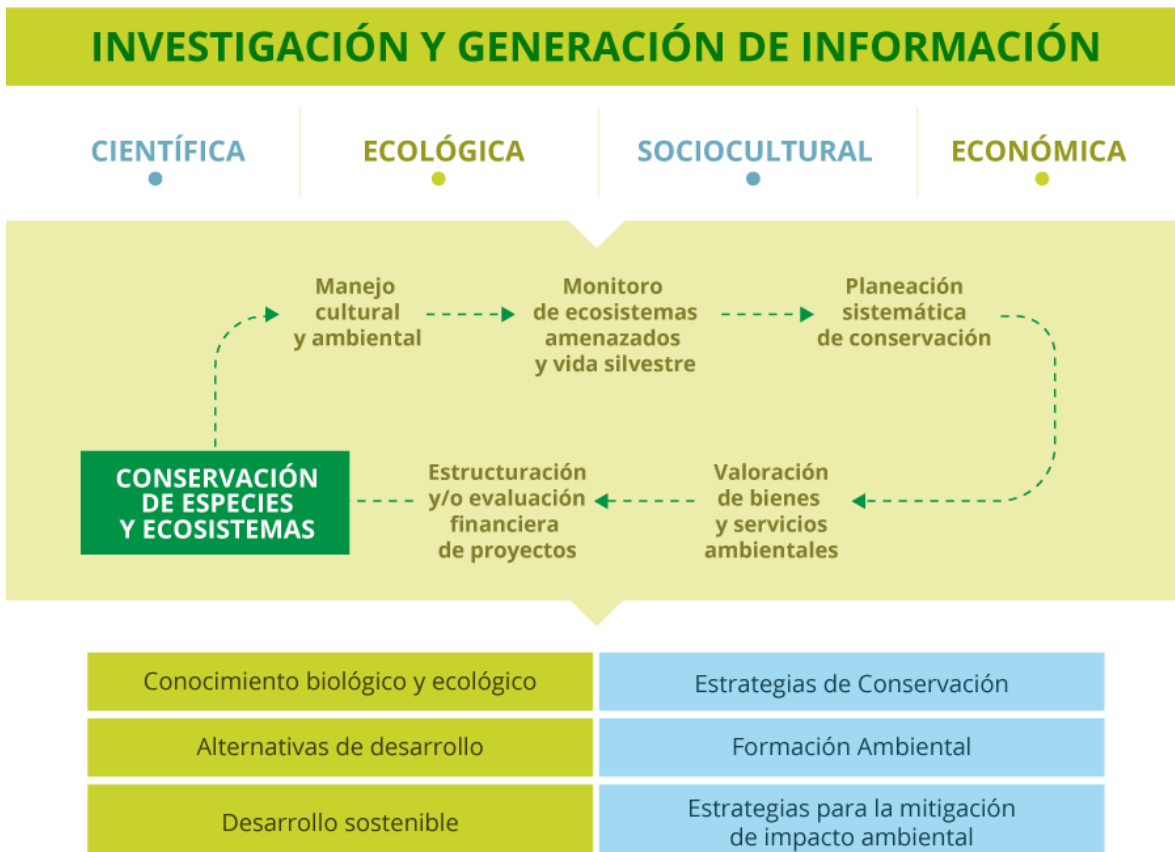 INVESTIGACIÓN Y GENERACIÓN DE INFORMACIÓN
CIENTÍFICA
ECOLÓGICA
SOCIOCULTURAL
ECONÓMICA
Manejo
cultural
y ambiental
Monitoro
de ecosistemas
amenazados
y vida silvestre
Planeación
sistemática
de conservación
CONSERVACIÓN
DE ESPECIES
Y ECOSISTEMAS
Estructuración
y/o evaluación
financiera
de proyectos
Valoración
de bienes
y servicios
ambientales
Conocimiento biológico y ecológico
Estrategias de Conservación
Alternativas de desarrollo
Formación Ambiental
Desarrollo sostenible
Estrategias para la mitigación
de impacto ambiental